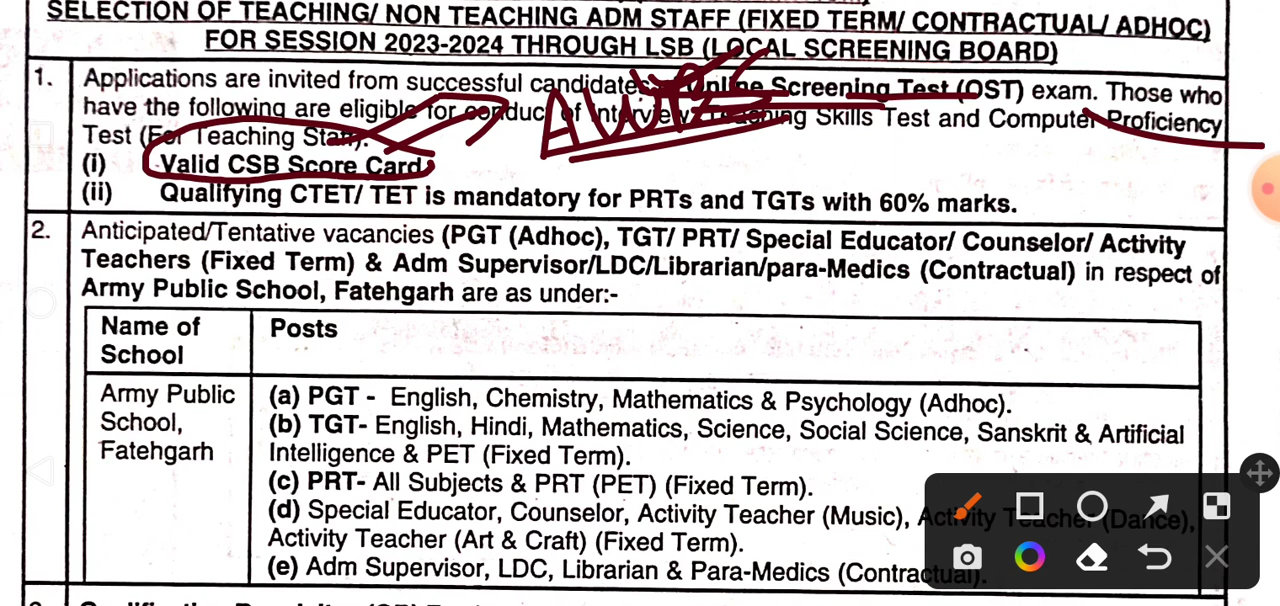 SELECTION OF TEACHING/ NON TEACHING ADM STAFF (FIXED TERM/ CONTRACTUAL/ ADHOC)
FOR SESSION 2023-2024 THROUGH LSB (LOCAL SCREENING BOARD)
1. Applications are invited from successful candidates Online Screening Test (OST) exam. Those who
have the following are eligible for conduct of Interview, Teaching Skills Test and Computer Proficiency
Test (For Teaching Staff).
(i) Valid CSB Score Card
(ii) Qualifying CTET/ TET is mandatory for PRTs and TGTs with 60% marks.
2. Anticipated/Tentative vacancies (PGT (Adhoc), TGT/ PRT/ Special Educator/ Counselor/ Activity
Teachers (Fixed Term) & Adm Supervisor/LDC/Librarian/para-Medics (Contractual) in respect of
Army Public School, Fatehgarh are as under:-
Name of School
Posts
Army Public School, Fatehgarh
(a) PGT - English, Chemistry, Mathematics & Psychology (Adhoc).
(b) TGT- English, Hindi, Mathematics, Science, Social Science, Sanskrit & Artificial
Intelligence & PET (Fixed Term).
(c) PRT- All Subjects & PRT (PET) (Fixed Term).
(d) Special Educator, Counselor, Activity Teacher (Music), Activity Teacher (Dance),
Activity Teacher (Art & Craft) (Fixed Term).
(e) Adm Supervisor, LDC, Librarian & Para-Medics (Contractual).